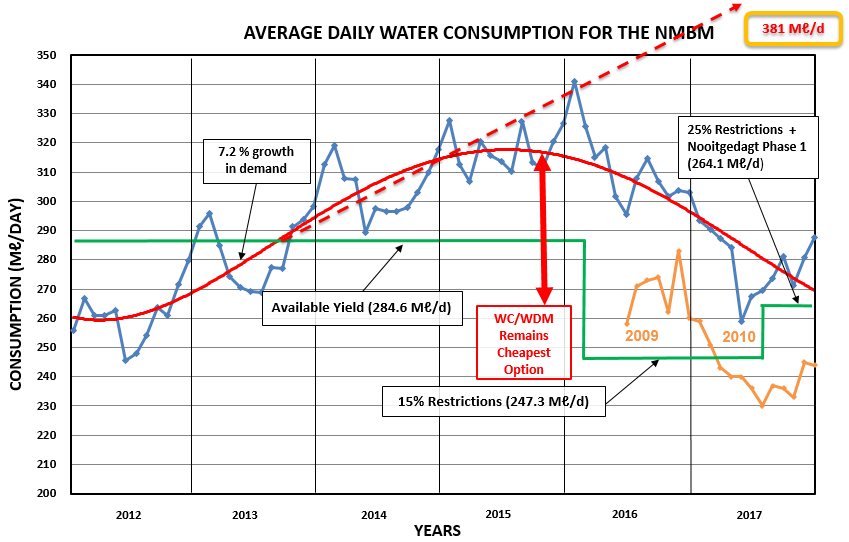 AVERAGE DAILY WATER CONSUMPTION FOR THE NMBM
381 Mℓ/d
350
340
330
320
310
300
290
280
270
260
250
240
230
220
210
200
CONSUMPTION (Mℓ/DAY)
7.2 % growth
in demand
25% Restrictions +
Nooitgedagt Phase 1
(264.1 Mℓ/d)
Available Yield (284.6 Mℓ/d)
WC/WDM
Remains
Cheapest
Option
2009
2010
15% Restrictions (247.3 Mℓ/d)
2012
2013
2014
2015
2016
2017
YEARS